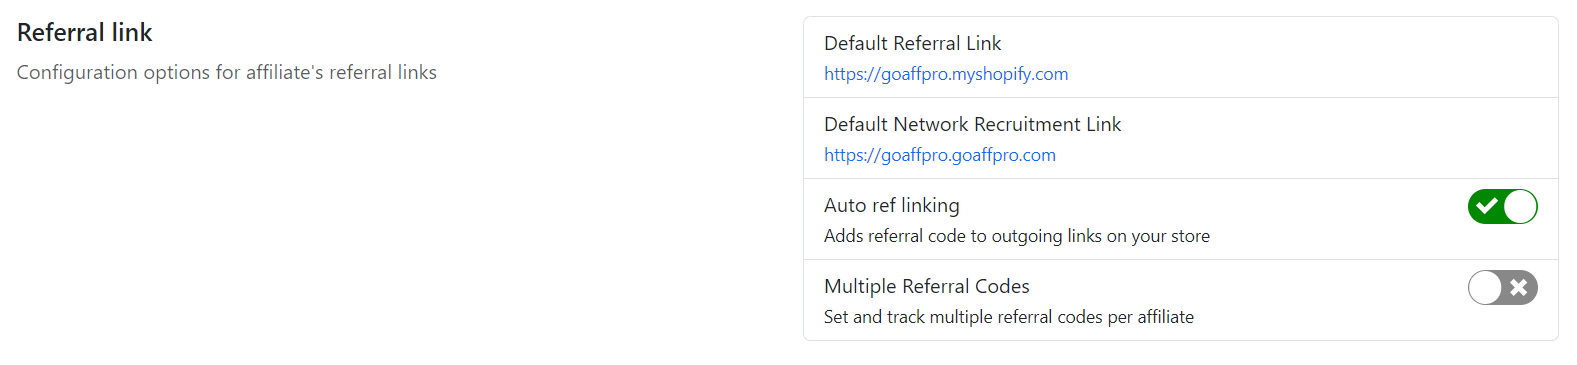 Referral link
Configuration options for affiliate's referral links
Default Referral Link
https://goaffpro.myshopify.com
Default Network Recruitment Link
https://goaffpro.goaffpro.com
Auto ref linking
Adds referral code to outgoing links on your store
Multiple Referral Codes
Set and track multiple referral codes per affiliate